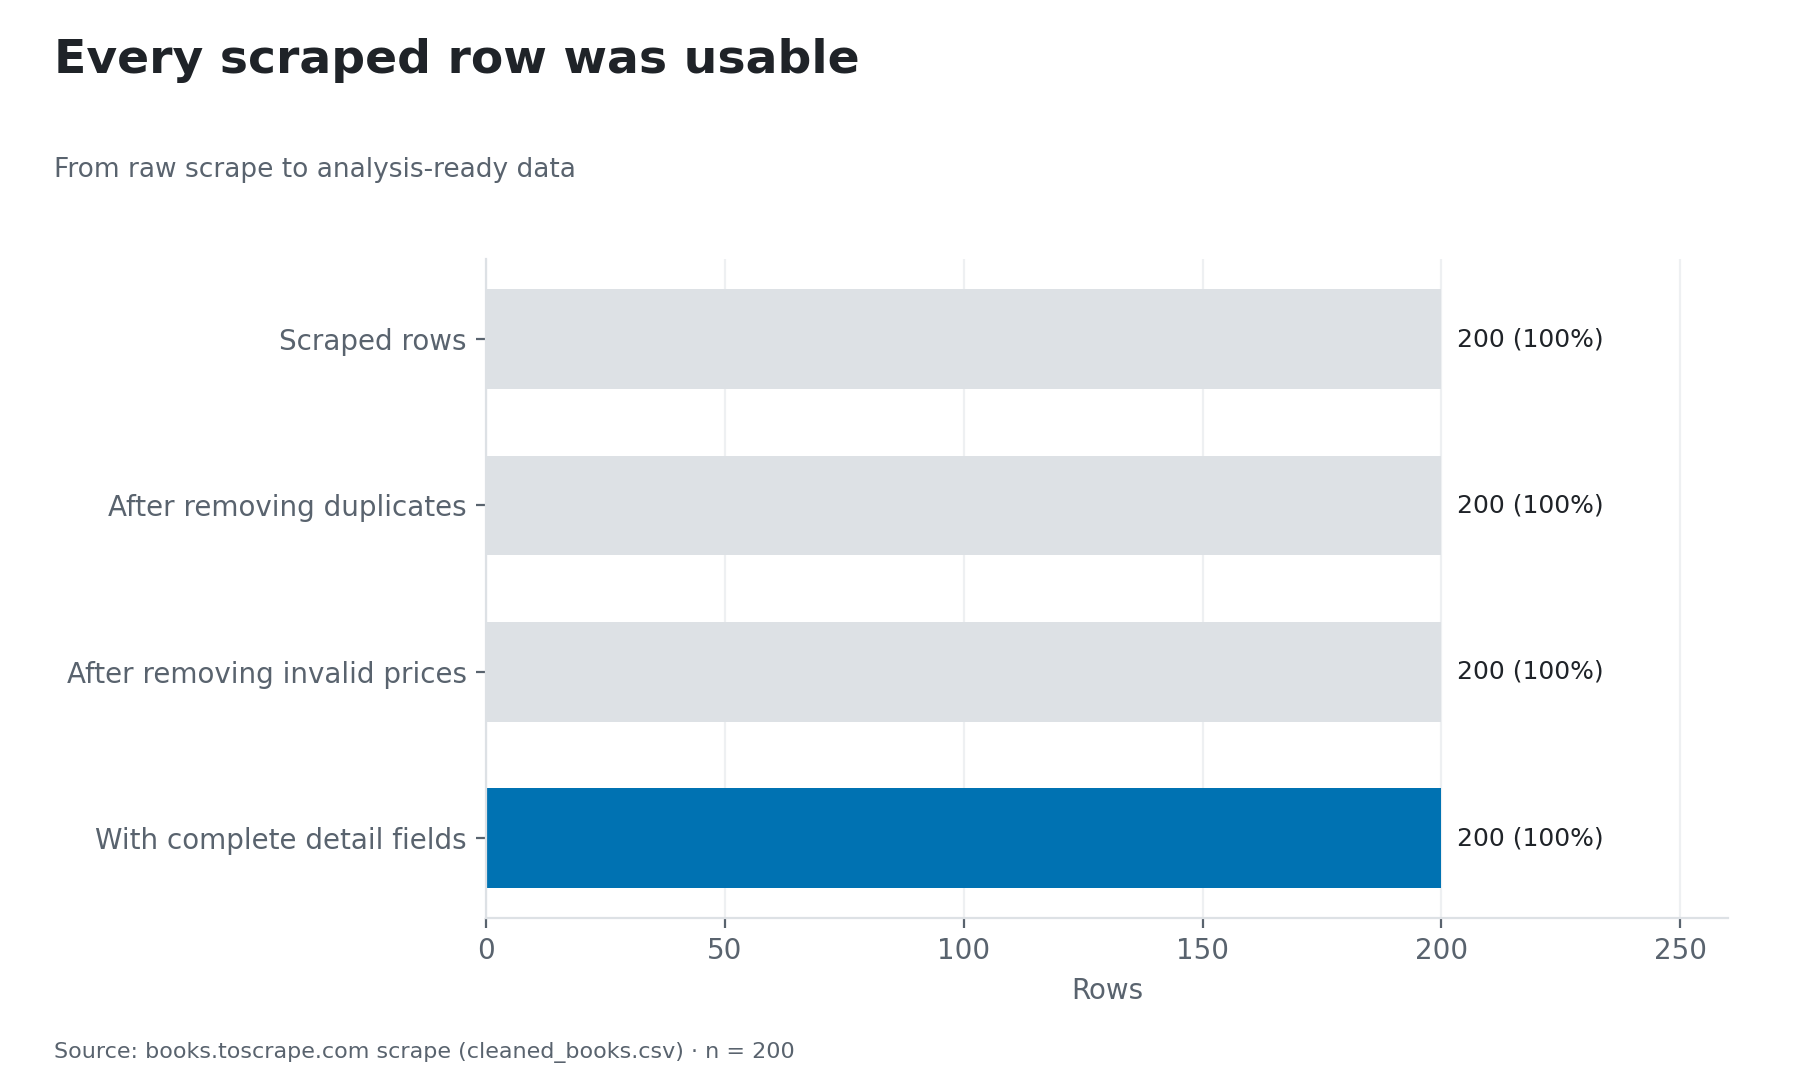 Every scraped row was usable
From raw scrape to analysis-ready data
Scraped rows
200 (100%)
After removing duplicates
200 (100%)
After removing invalid prices
200 (100%)
With complete detail fields
200 (100%)
0 50 100 150 200 250
Rows
Source: books.toscrape.com scrape (cleaned_books.csv) · n = 200